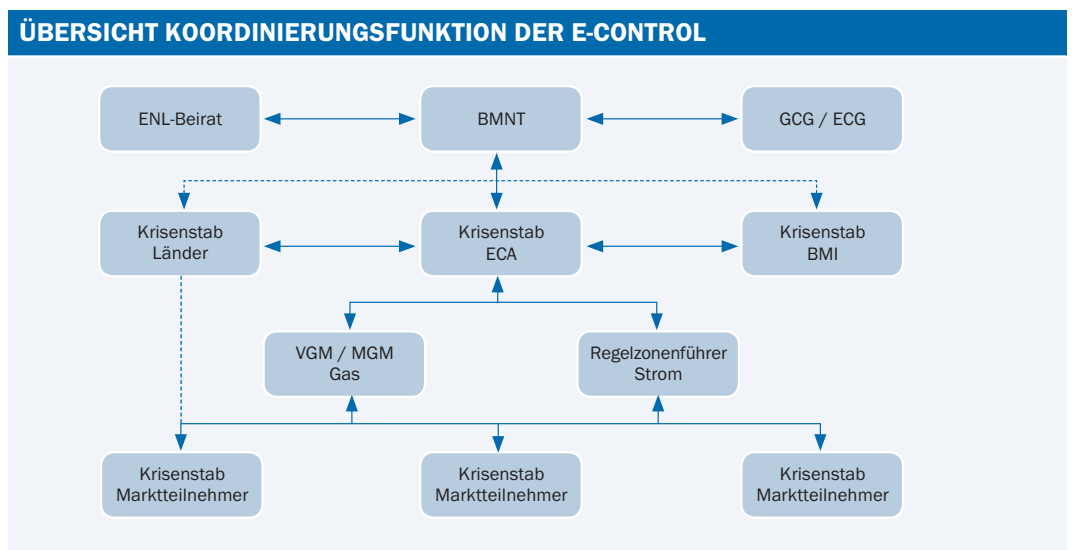 ÜBERSICHT KOORDINIERUNGSFUNKTION DER E-CONTROL
ENL-Beirat
BMNT
GCG / ECG
Krisenstab
Länder
Krisenstab
ECA
Krisenstab
BMI
VGM / MGM
Gas
Regelzonenführer
Strom
Krisenstab
Marktteilnehmer
Krisenstab
Marktteilnehmer
Krisenstab
Marktteilnehmer